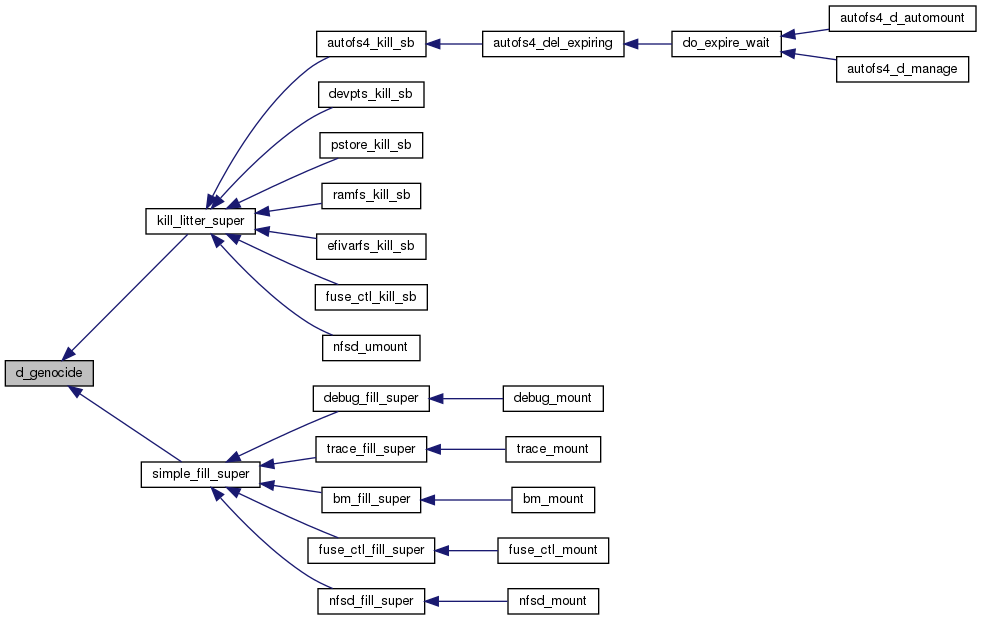 autofs4_d_automount
autofs4_kill_sb
autofs4_del_expiring
do_expire_wait
autofs4_d_manage
devpts_kill_sb
pstore_kill_sb
ramfs_kill_sb
kill_litter_super
efivarfs_kill_sb
fuse_ctl_kill_sb
nfsd_umount
d_genocide
debug_fill_super
debug_mount
trace_fill_super
trace_mount
simple_fill_super
bm_fill_super
bm_mount
fuse_ctl_fill_super
fuse_ctl_mount
nfsd_fill_super
nfsd_mount